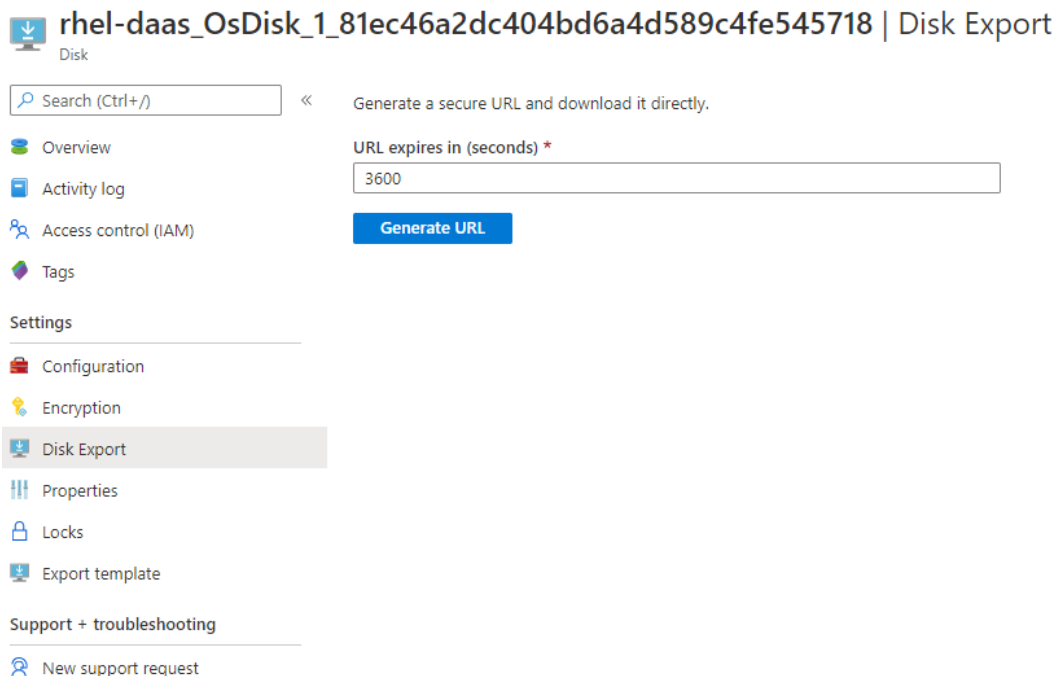 rhel-daas_OsDisk_1_81ec46a2dc404bd6a4d589c4fe545718 | Disk Export
Disk
Search (Ctrl+/)
«
Overview
Activity log
Access control (IAM)
Tags
Settings
Configuration
Encryption
Disk Export
Properties
Locks
Export template
Support + troubleshooting
New support request
Generate a secure URL and download it directly.
URL expires in (seconds) *
3600
Generate URL